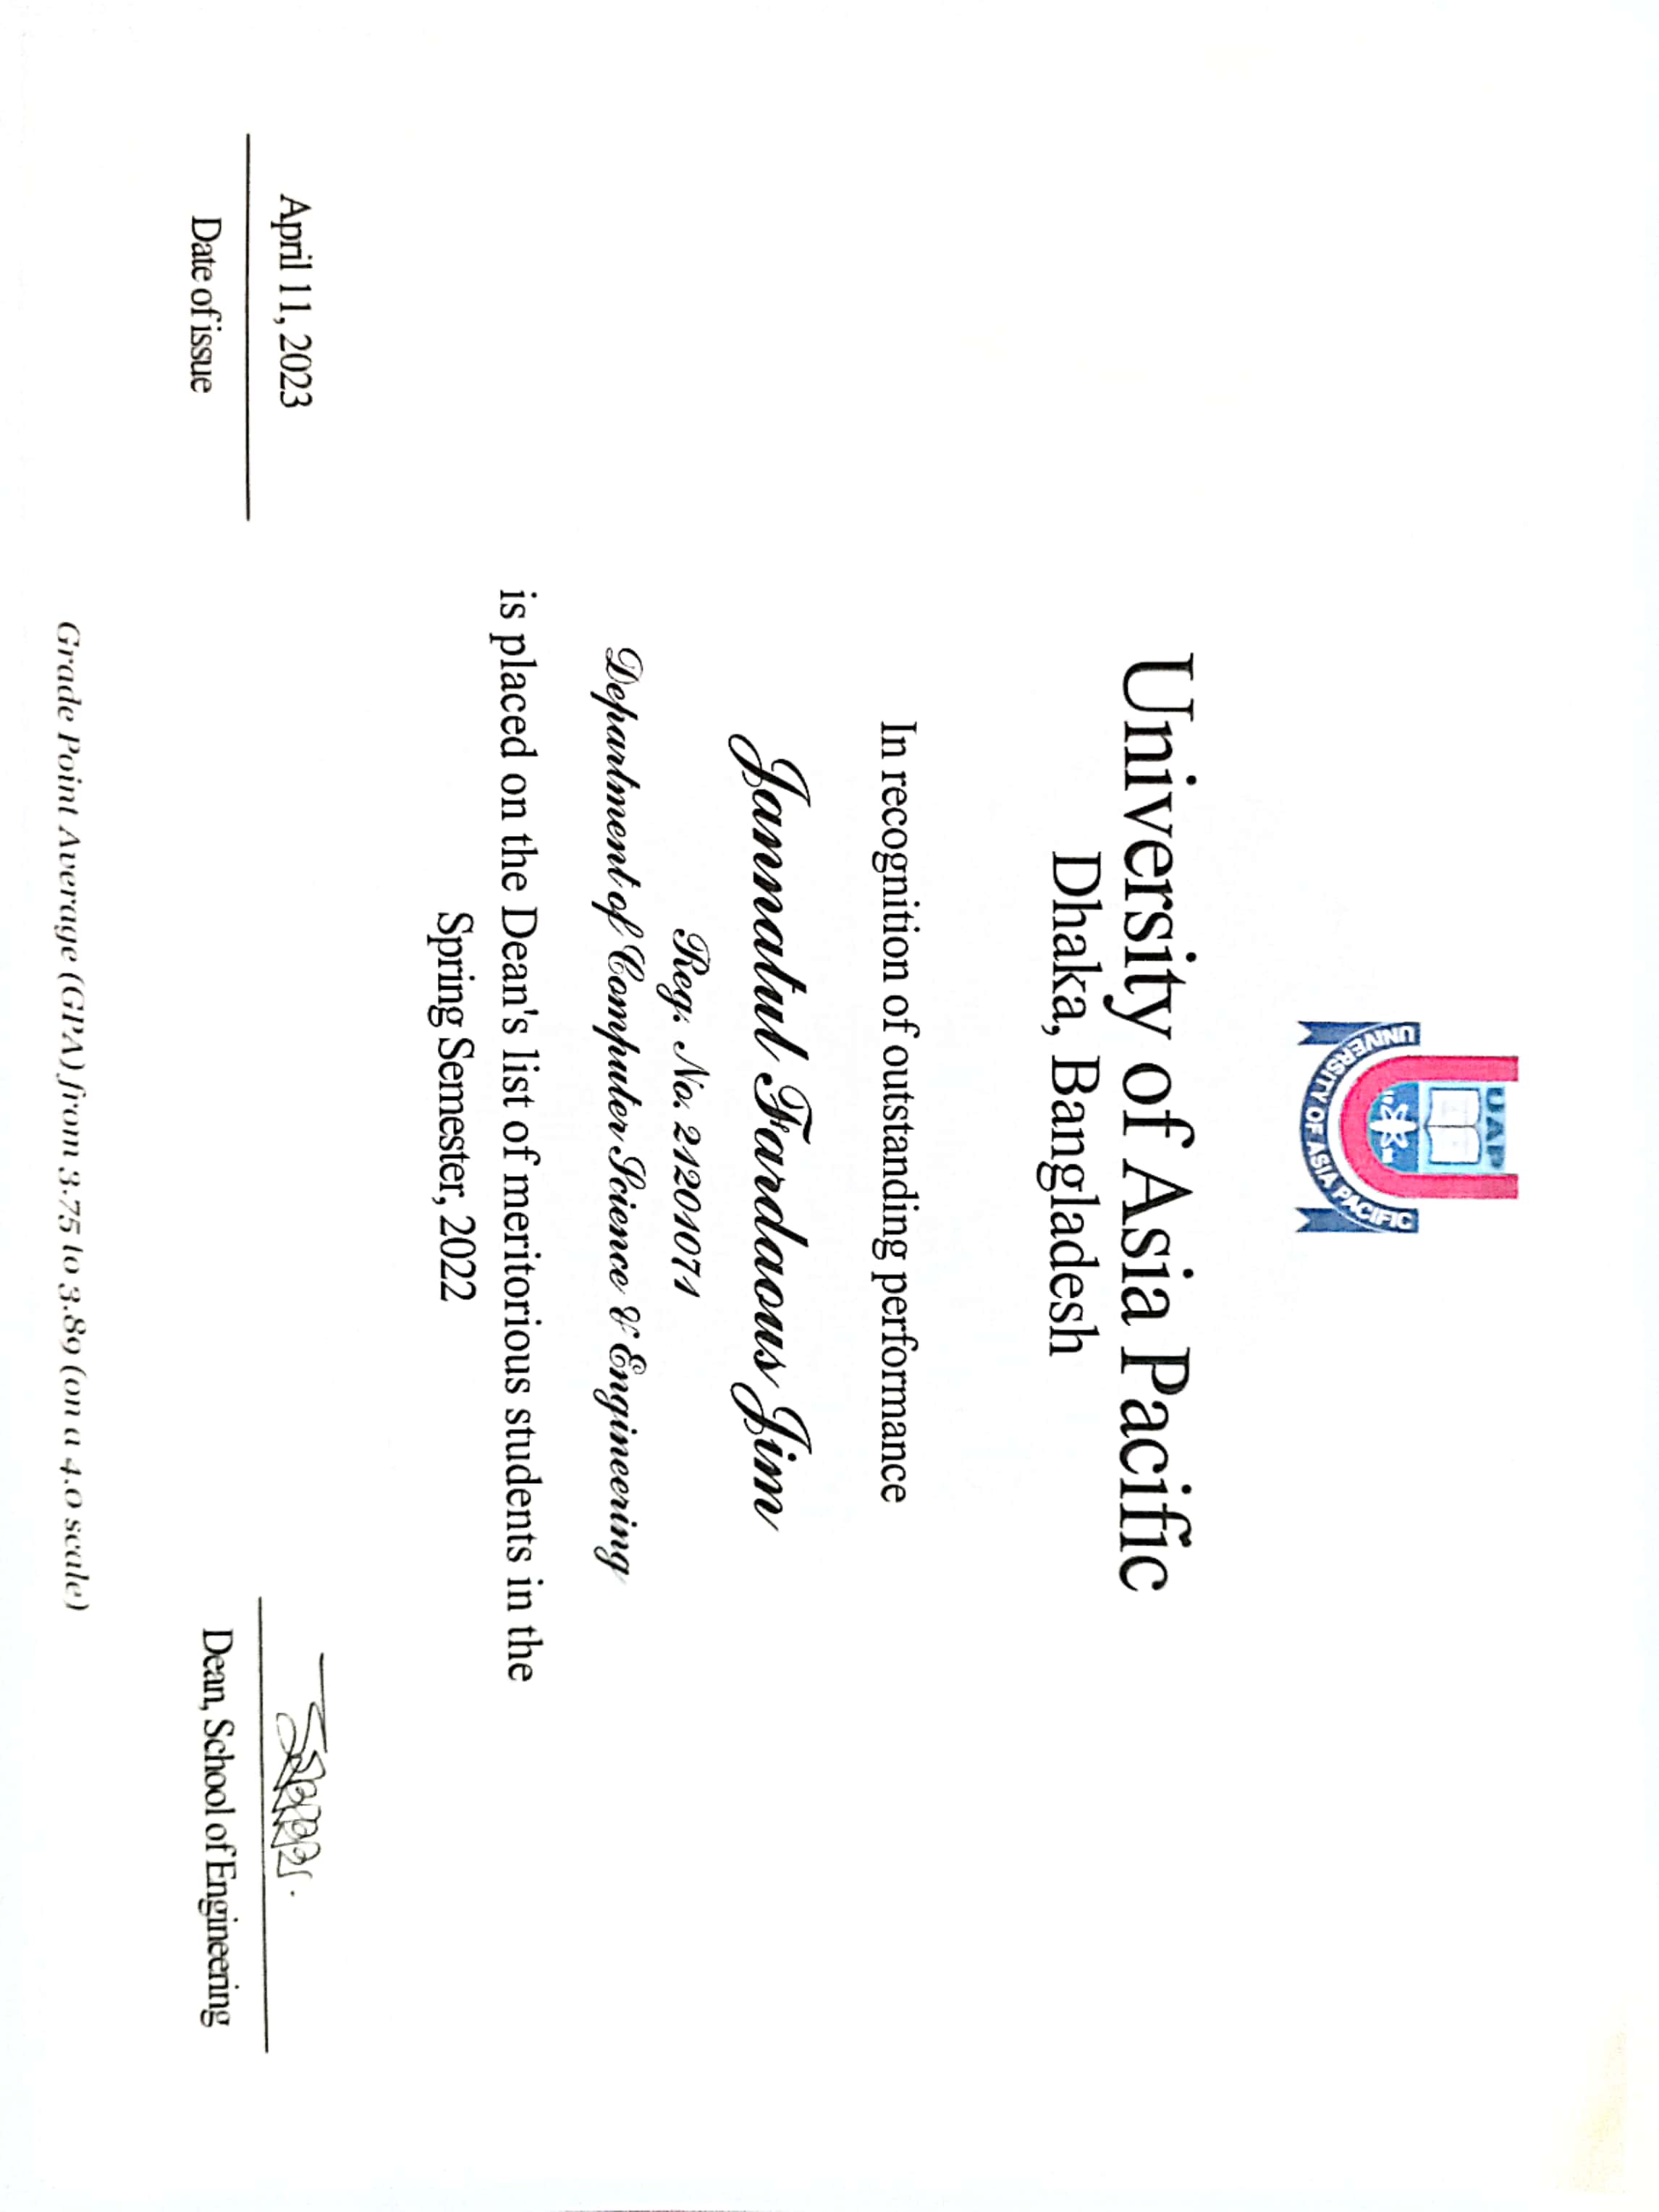 UAP
UNIVERSITY OF ASIA PACIFIC
University of Asia Pacific
Dhaka, Bangladesh
In recognition of outstanding performance
Jannatul Fardaous Jim
Reg. No. 21201071
Department of Computer Science & Engineering
is placed on the Dean's list of meritorious students in the
Spring Semester, 2022
April 11, 2023
Date of issue
Dean, School of Engineering
Grade Point Average (GPA) from 3.75 to 3.89 (on a 4.0 scale)